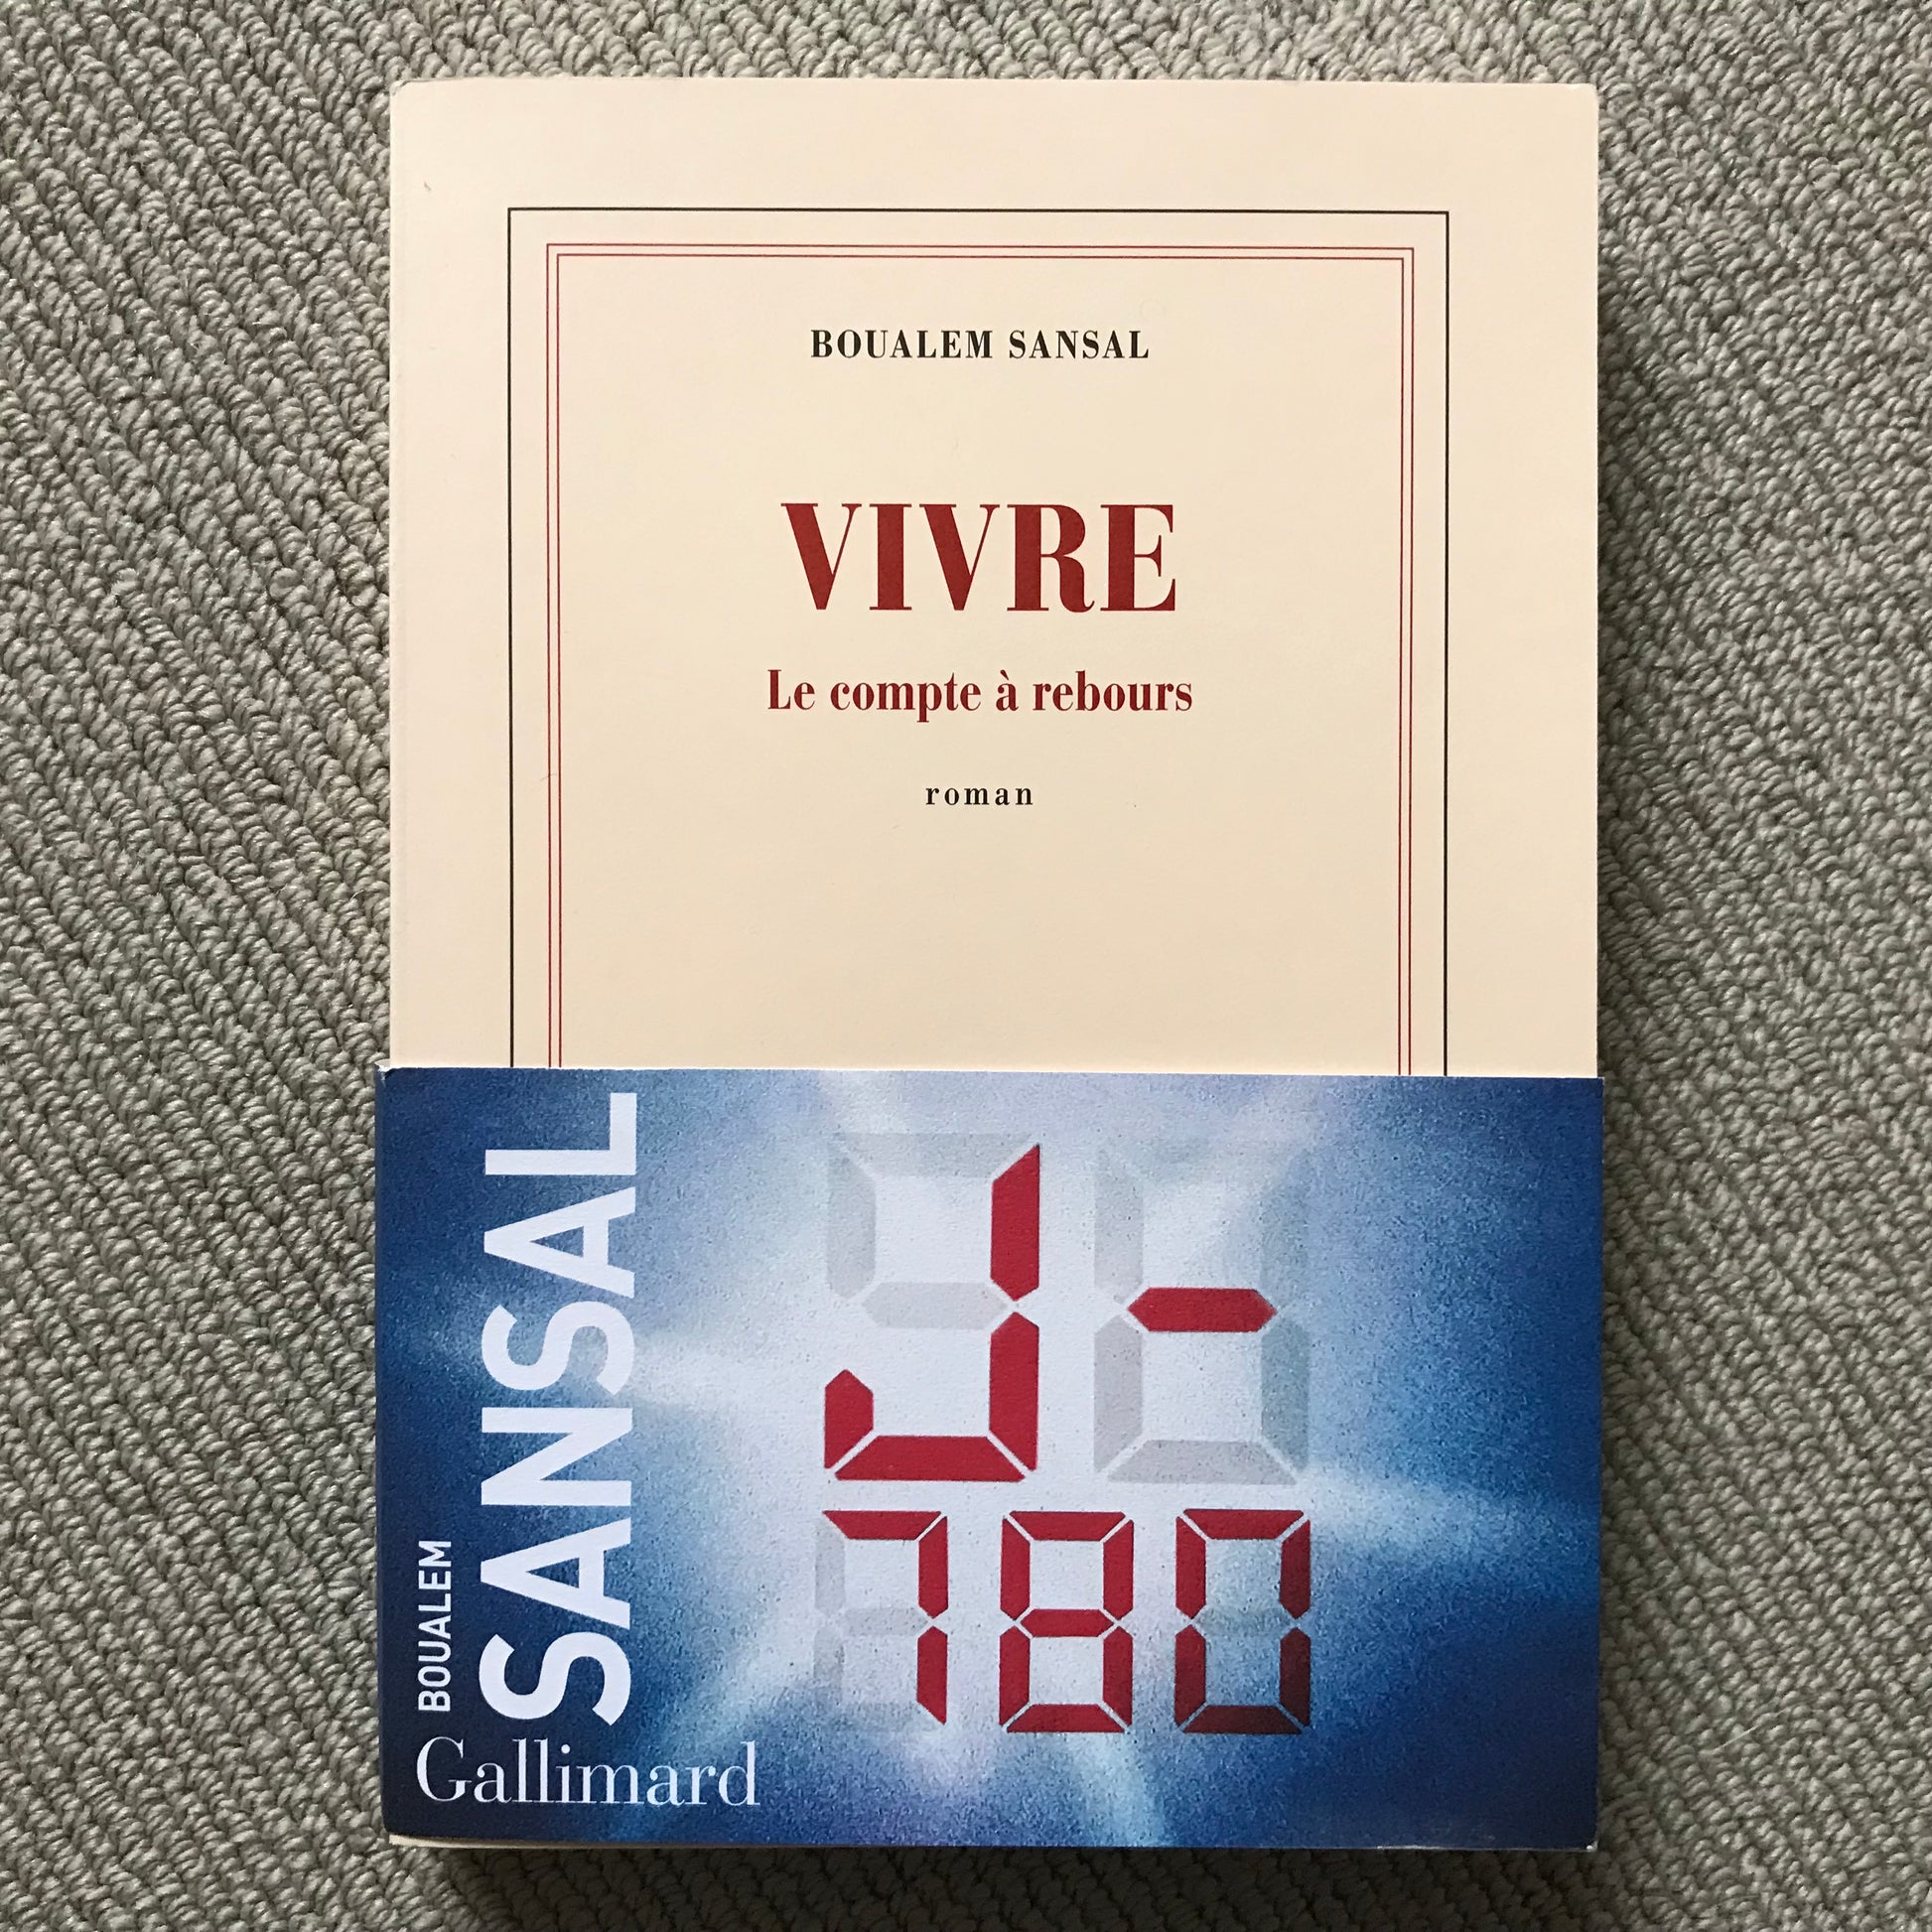 BOUALEM SANSAL
VIVRE
Le compte à rebours
roman
BOUALEM
SANSAL
J-
780
Gallimard